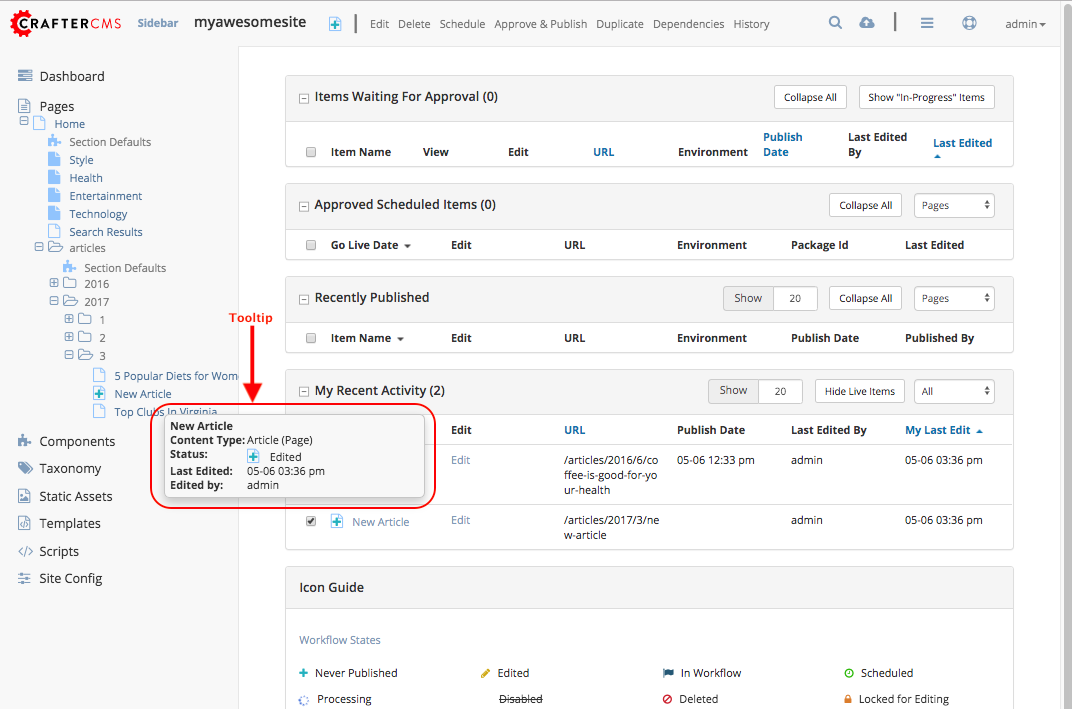 CRAFTERCMS Sidebar myawesomesite Edit Delete Schedule Approve & Publish Duplicate Dependencies History admin
Dashboard
Pages
Home
Section Defaults
Style
Health
Entertainment
Technology
Search Results
articles
Section Defaults
2016
2017
1
2
3
5 Popular Diets for Wom
New Article
Top Clubs In Virginia
Components
Taxonomy
Static Assets
Templates
Scripts
Site Config
Tooltip
New Article
Content Type: Article (Page)
Status: Edited
Last Edited: 05-06 03:36 pm
Edited by: admin
Items Waiting For Approval (0) Collapse All Show "In-Progress" Items
Item Name View Edit URL Environment Publish Date Last Edited By Last Edited
Approved Scheduled Items (0) Collapse All Pages
Go Live Date Edit URL Environment Package Id Last Edited
Recently Published Show 20 Collapse All Pages
Item Name Edit URL Environment Publish Date Published By
My Recent Activity (2) Show 20 Hide Live Items All
Edit URL Publish Date Last Edited By My Last Edit
Edit /articles/2016/6/co 05-06 12:33 pm admin 05-06 03:36 pm
ffee-is-good-for-yo
ur-health
New Article Edit /articles/2017/3/ne admin 05-06 03:36 pm
w-article
Icon Guide
Workflow States
Never Published Edited In Workflow Scheduled
Processing Disabled Deleted Locked for Editing